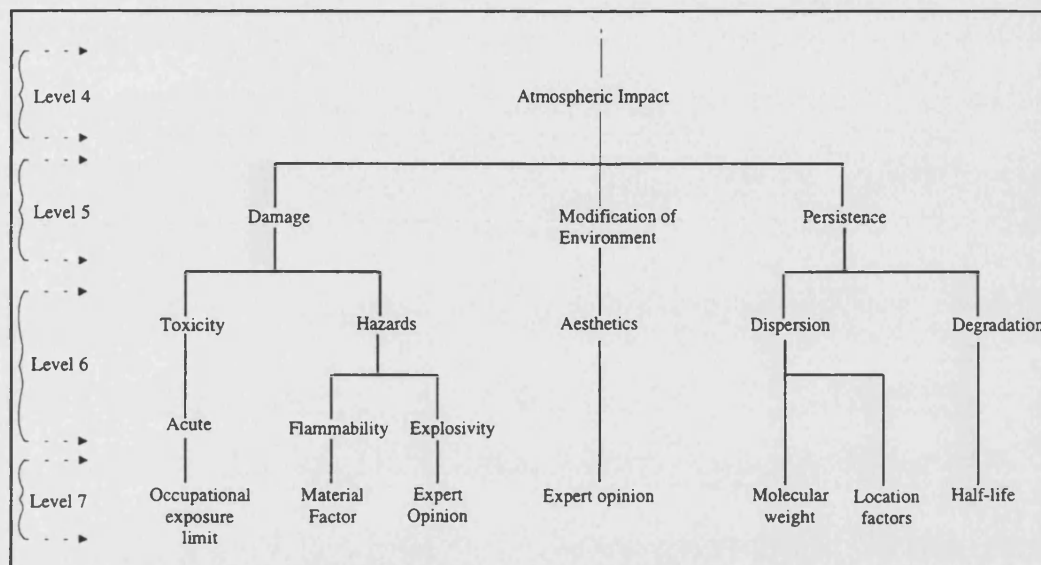 Level 4
Atmospheric Impact
Level 5
Damage
Modification of
Environment
Persistence
Level 6
Toxicity
Hazards
Aesthetics
Dispersion
Degradation
Acute
Flammability
Explosivity
Level 7
Occupational
exposure
limit
Material
Factor
Expert
Opinion
Expert opinion
Molecular
weight
Location
factors
Half-life